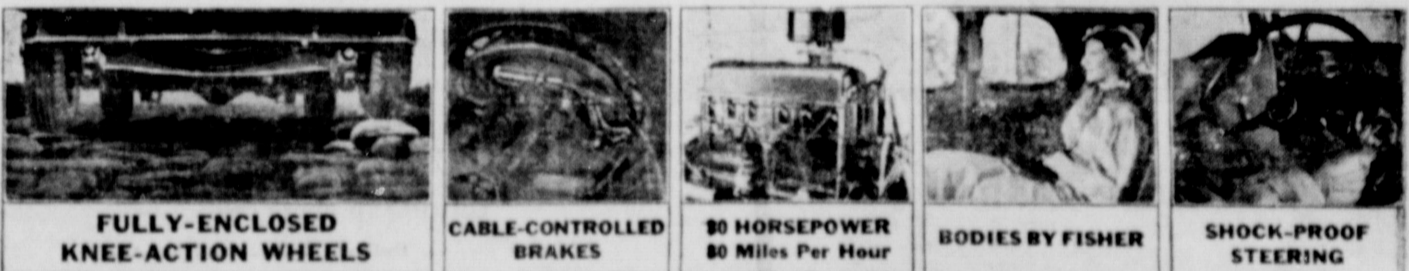 FULLY-ENCLOSED
KNEE-ACTION WHEELS
CABLE-CONTROLLED
BRAKES
80 HORSEPOWER
80 Miles Per Hour
BODIES BY FISHER
SHOCK-PROOF
STEERING